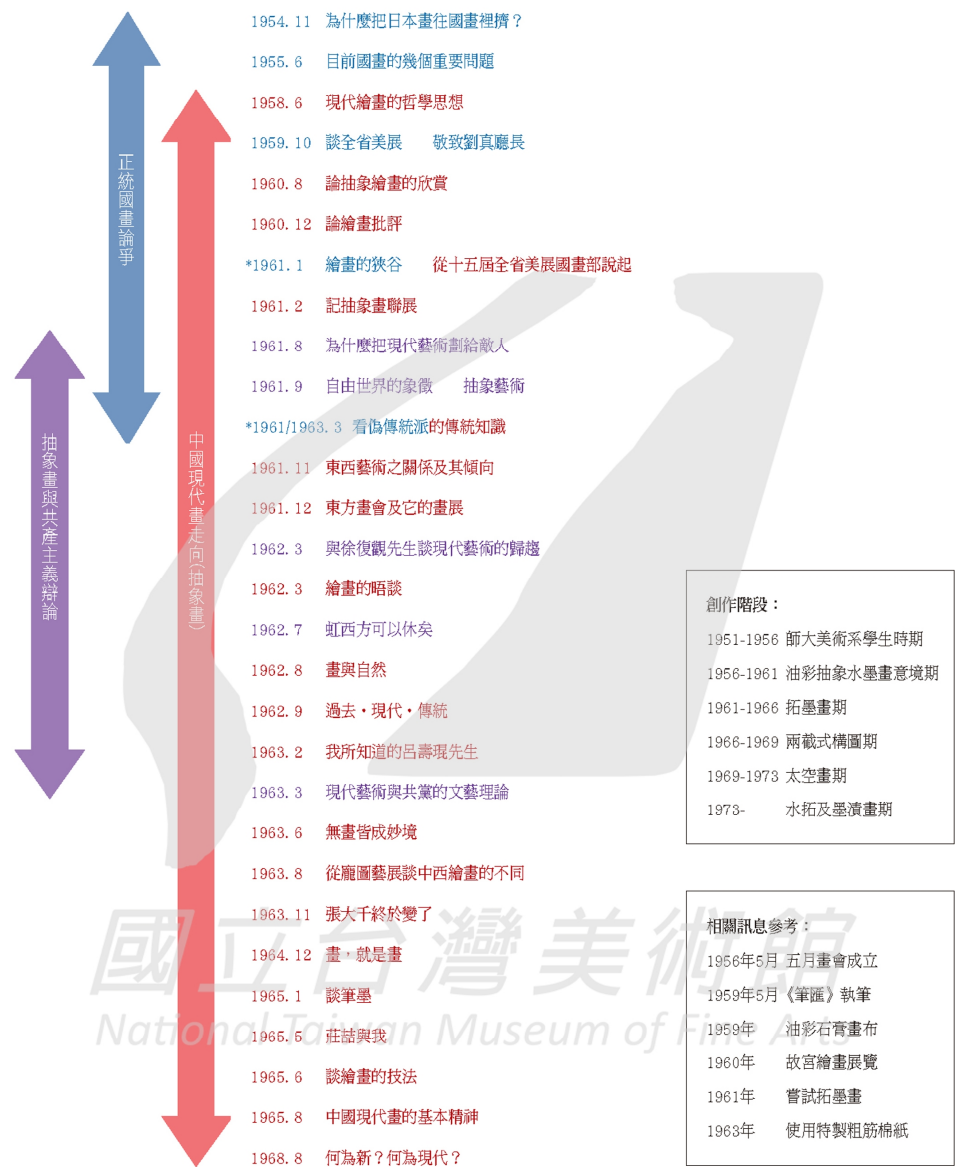 正統國畫論爭
抽象畫與共產主義辯論
中國現代畫走向(抽象畫)
1954.11 為什麼把日本畫往國畫裡擠？
1955.6 目前國畫的幾個重要問題
1958.6 現代繪畫的哲學思想
1959.10 談全省美展 敬致劉真廳長
1960.8 論抽象繪畫的欣賞
1960.12 論繪畫批評
*1961.1 繪畫的狹谷 從十五屆全省美展國畫部說起
1961.2 記抽象畫聯展
1961.8 為什麼把現代藝術劃給敵人
1961.9 自由世界的象徵 抽象藝術
*1961/1963.3 看偽傳統派的傳統知識
1961.11 東西藝術之關係及其傾向
1961.12 東方畫會及它的畫展
1962.3 與徐復觀先生談現代藝術的歸趨
1962.3 繪畫的晤談
1962.7 虹西方可以休矣
1962.8 畫與自然
1962.9 過去・現代・傳統
1963.2 我所知道的呂壽琨先生
1963.3 現代藝術與共黨的文藝理論
1963.6 無畫皆成妙境
1963.8 從龐圖藝展談中西繪畫的不同
1963.11 張大千終於變了
1964.12 畫，就是畫
1965.1 談筆墨
1965.5 莊喆與我
1965.6 談繪畫的技法
1965.8 中國現代畫的基本精神
1968.8 何為新？何為現代？
創作階段：
1951-1956 師大美術系學生時期
1956-1961 油彩抽象水墨畫意境期
1961-1966 拓墨畫期
1966-1969 兩截式構圖期
1969-1973 太空畫期
1973- 水拓及墨漬畫期
相關訊息參考：
1956年5月 五月畫會成立
1959年5月《筆匯》執筆
1959年 油彩石膏畫布
1960年 故宮繪畫展覽
1961年 嘗試拓墨畫
1963年 使用特製粗筋棉紙
國立台灣美術館
National Taiwan Museum of Fine Arts